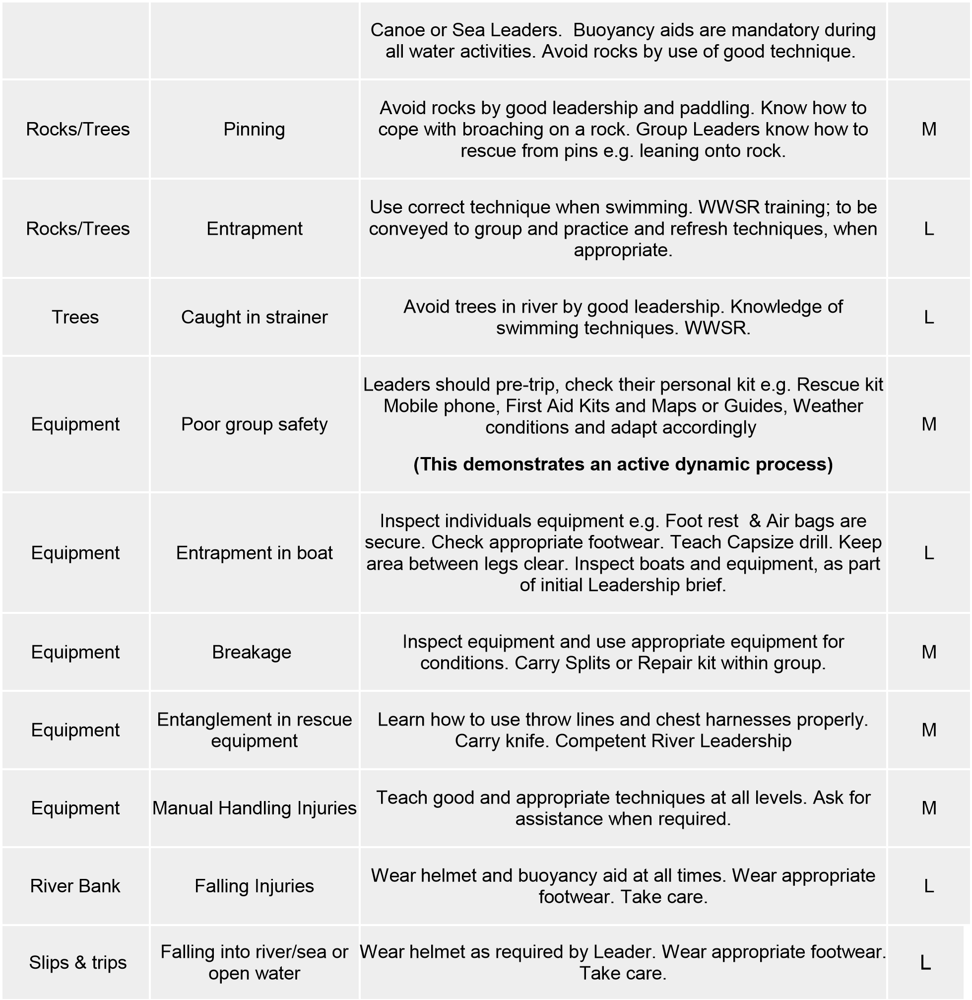 Canoe or Sea Leaders.  Buoyancy aids are mandatory during
all water activities. Avoid rocks by use of good technique.
Rocks/Trees
Pinning
Avoid rocks by good leadership and paddling. Know how to
cope with broaching on a rock. Group Leaders know how to
rescue from pins e.g. leaning onto rock.
M
Rocks/Trees
Entrapment
Use correct technique when swimming. WWSR training; to be
conveyed to group and practice and refresh techniques, when
appropriate.
L
Trees
Caught in strainer
Avoid trees in river by good leadership. Knowledge of
swimming techniques. WWSR.
L
Equipment
Poor group safety
Leaders should pre-trip, check their personal kit e.g. Rescue kit
Mobile phone, First Aid Kits and Maps or Guides, Weather
conditions and adapt accordingly
(This demonstrates an active dynamic process)
M
Equipment
Entrapment in boat
Inspect individuals equipment e.g. Foot rest  & Air bags are
secure. Check appropriate footwear. Teach Capsize drill. Keep
area between legs clear. Inspect boats and equipment, as part
of initial Leadership brief.
L
Equipment
Breakage
Inspect equipment and use appropriate equipment for
conditions. Carry Splits or Repair kit within group.
M
Equipment
Entanglement in rescue
equipment
Learn how to use throw lines and chest harnesses properly.
Carry knife. Competent River Leadership
M
Equipment
Manual Handling Injuries
Teach good and appropriate techniques at all levels. Ask for
assistance when required.
M
River Bank
Falling Injuries
Wear helmet and buoyancy aid at all times. Wear appropriate
footwear. Take care.
L
Slips & trips
Falling into river/sea or
open water
Wear helmet as required by Leader. Wear appropriate footwear.
Take care.
L